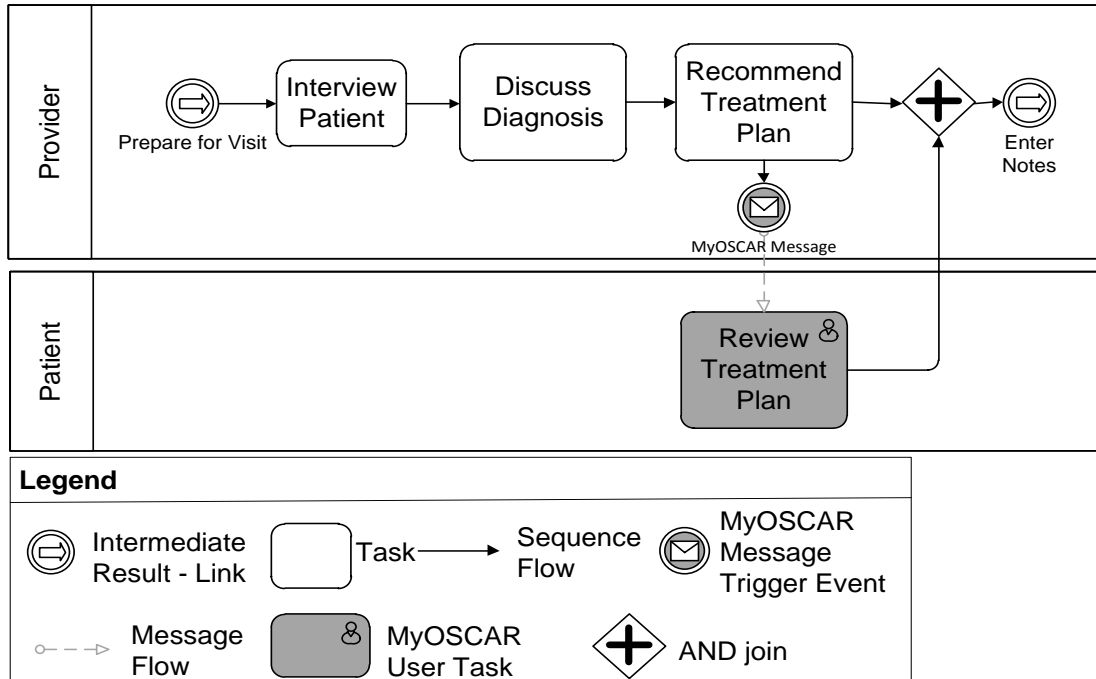 Provider
Prepare for Visit
Interview
Patient
Discuss
Diagnosis
Recommend
Treatment
Plan
Enter
Notes
MyOSCAR Message
Patient
Review
Treatment
Plan
Legend
Intermediate
Result - Link
Task
Sequence
Flow
MyOSCAR
Message
Trigger Event
Message
Flow
MyOSCAR
User Task
AND join